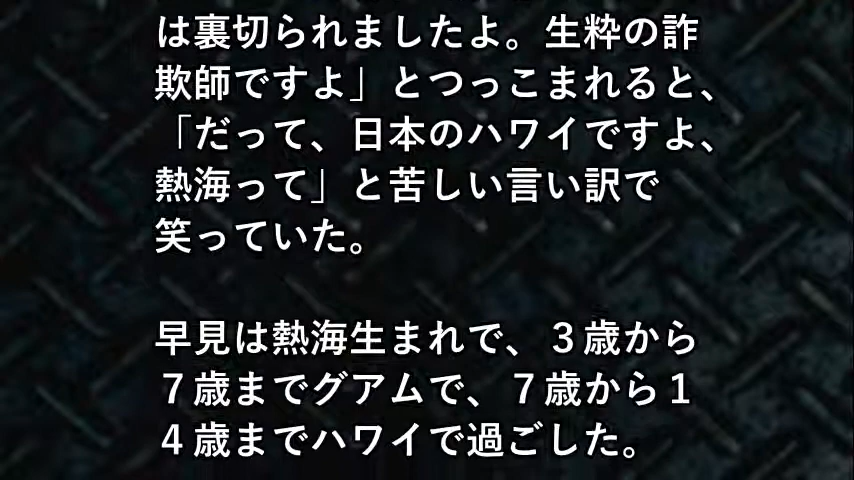 は裏切られましたよ。生粋の詐
欺師ですよ」とつっこまれると、
「だって、日本のハワイですよ、
熱海って」と苦しい言い訳で
笑っていた。
早見は熱海生まれで、３歳から
７歳までグアムで、７歳から１
４歳までハワイで過ごした。